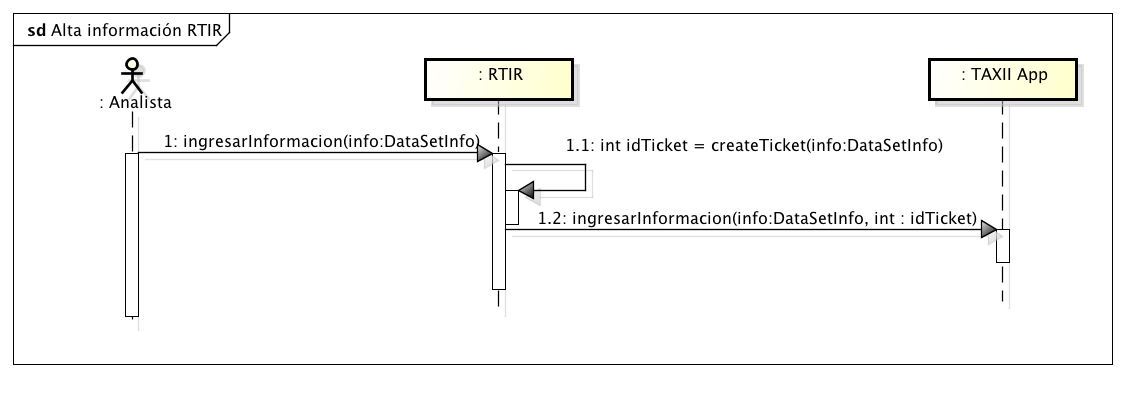 sd Alta información RTIR
: Analista
: RTIR
: TAXII App
1: ingresarInformacion(info:DataSetInfo)
1.1: int idTicket = createTicket(info:DataSetInfo)
1.2: ingresarInformacion(info:DataSetInfo, int : idTicket)